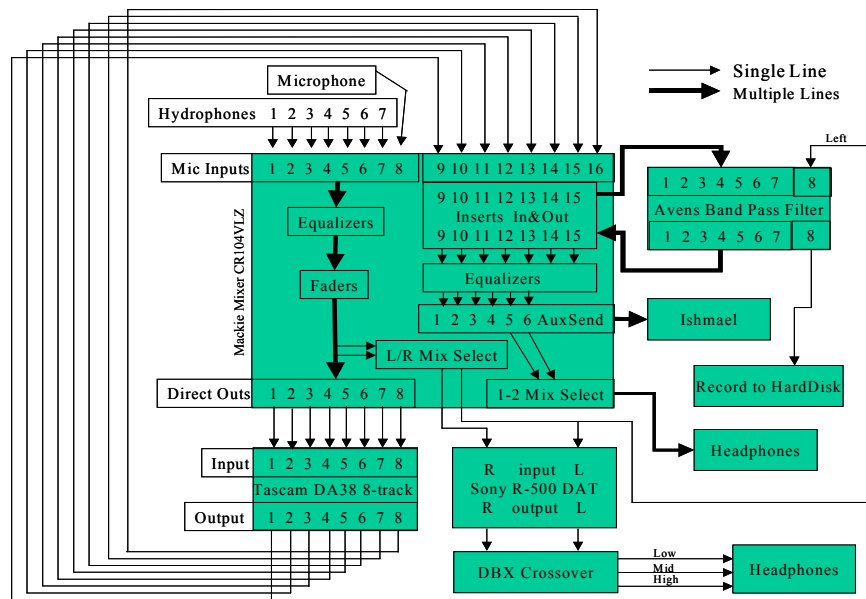 Microphone
Single Line
Multiple Lines
Hydrophones 1 2 3 4 5 6 7
Left
Mic Inputs 1 2 3 4 5 6 7 8
9 10 11 12 13 14 15 16
1 2 3 4 5 6 7 8
Avens Band Pass Filter
1 2 3 4 5 6 7 8
9 10 11 12 13 14 15
Inserts In&Out
9 10 11 12 13 14 15
Equalizers
Equalizers
Faders
Mackie Mixer CR104VLZ
1 2 3 4 5 6 AuxSend
Ishmael
L/R Mix Select
Record to HardDisk
Direct Outs 1 2 3 4 5 6 7 8
1-2 Mix Select
Headphones
Input 1 2 3 4 5 6 7 8
Tascam DA38 8-track
Output 1 2 3 4 5 6 7 8
R input L
Sony R-500 DAT
R output L
DBX Crossover
Low
Mid
High
Headphones